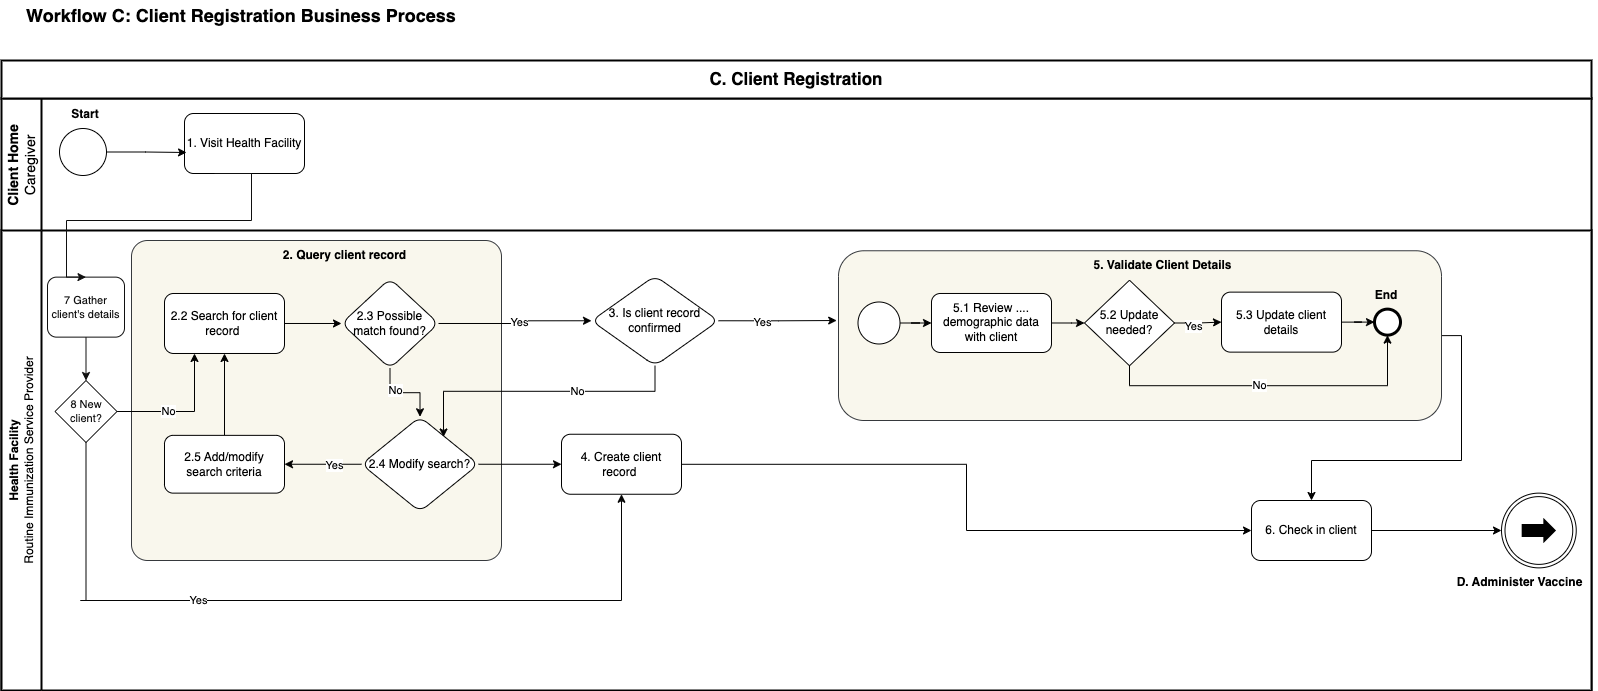 Workflow C: Client Registration Business Process
C. Client Registration
Client Home
Caregiver
Start
1. Visit Health Facility
Health Facility
Routine Immunization Service Provider
7 Gather
client's details
8 New
client?
No
Yes
2. Query client record
2.2 Search for client
record
2.3 Possible
match found?
Yes
No
2.4 Modify search?
Yes
2.5 Add/modify
search criteria
3. Is client record
confirmed
Yes
No
4. Create client
record
5. Validate Client Details
5.1 Review ....
demographic data
with client
5.2 Update
needed?
Yes
No
5.3 Update client
details
End
6. Check in client
D. Administer Vaccine